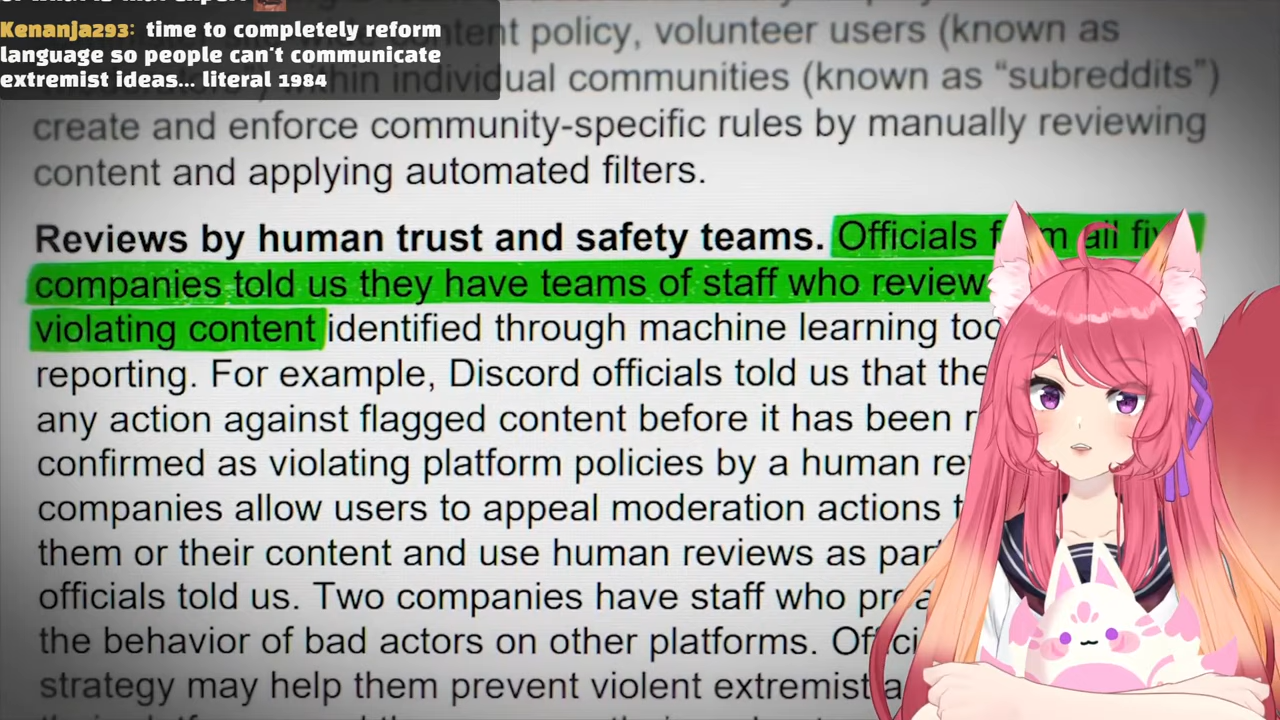 Kenanja293: time to completely reform
language so people can't communicate
extremist ideas... literal 1984
content policy, volunteer users (known as
within individual communities (known as “subreddits”)
create and enforce community-specific rules by manually reviewing
content and applying automated filters.
Reviews by human trust and safety teams. Officials from all five
companies told us they have teams of staff who review
violating content identified through machine learning
reporting. For example, Discord officials told us that
any action against flagged content before it has been
confirmed as violating platform policies by a human
companies allow users to appeal moderation actions
them or their content and use human reviews as
officials told us. Two companies have staff who
the behavior of bad actors on other platforms.
strategy may help them prevent violent extremist